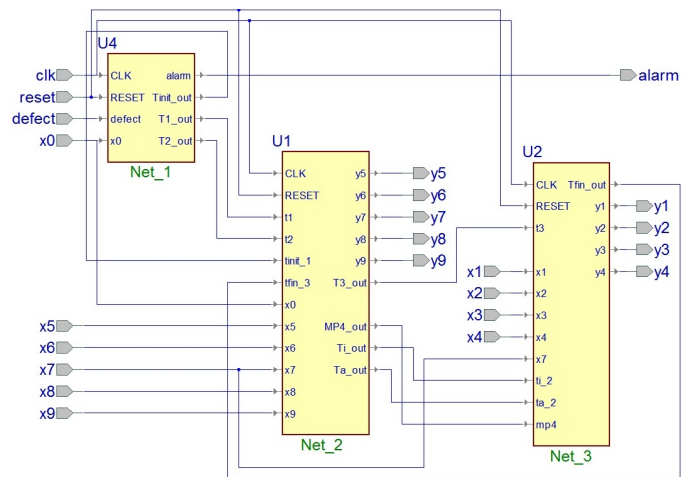 U4
clk
reset
defect
x0
CLK
alarm
RESET
Tinit_out
defect
T1_out
x0
T2_out
Net_1
alarm
U1
CLK
y5
RESET
y6
t1
y7
t2
y8
tinit_1
y9
tfin_3
T3_out
x0
x5
MP4_out
x6
Ti_out
x7
Ta_out
x8
x9
Net_2
y5
y6
y7
y8
y9
x5
x6
x7
x8
x9
U2
CLK
Tfin_out
RESET
y1
t3
y2
y3
x1
y4
x2
x3
x4
x7
ti_2
ta_2
mp4
Net_3
x1
x2
x3
x4
y1
y2
y3
y4